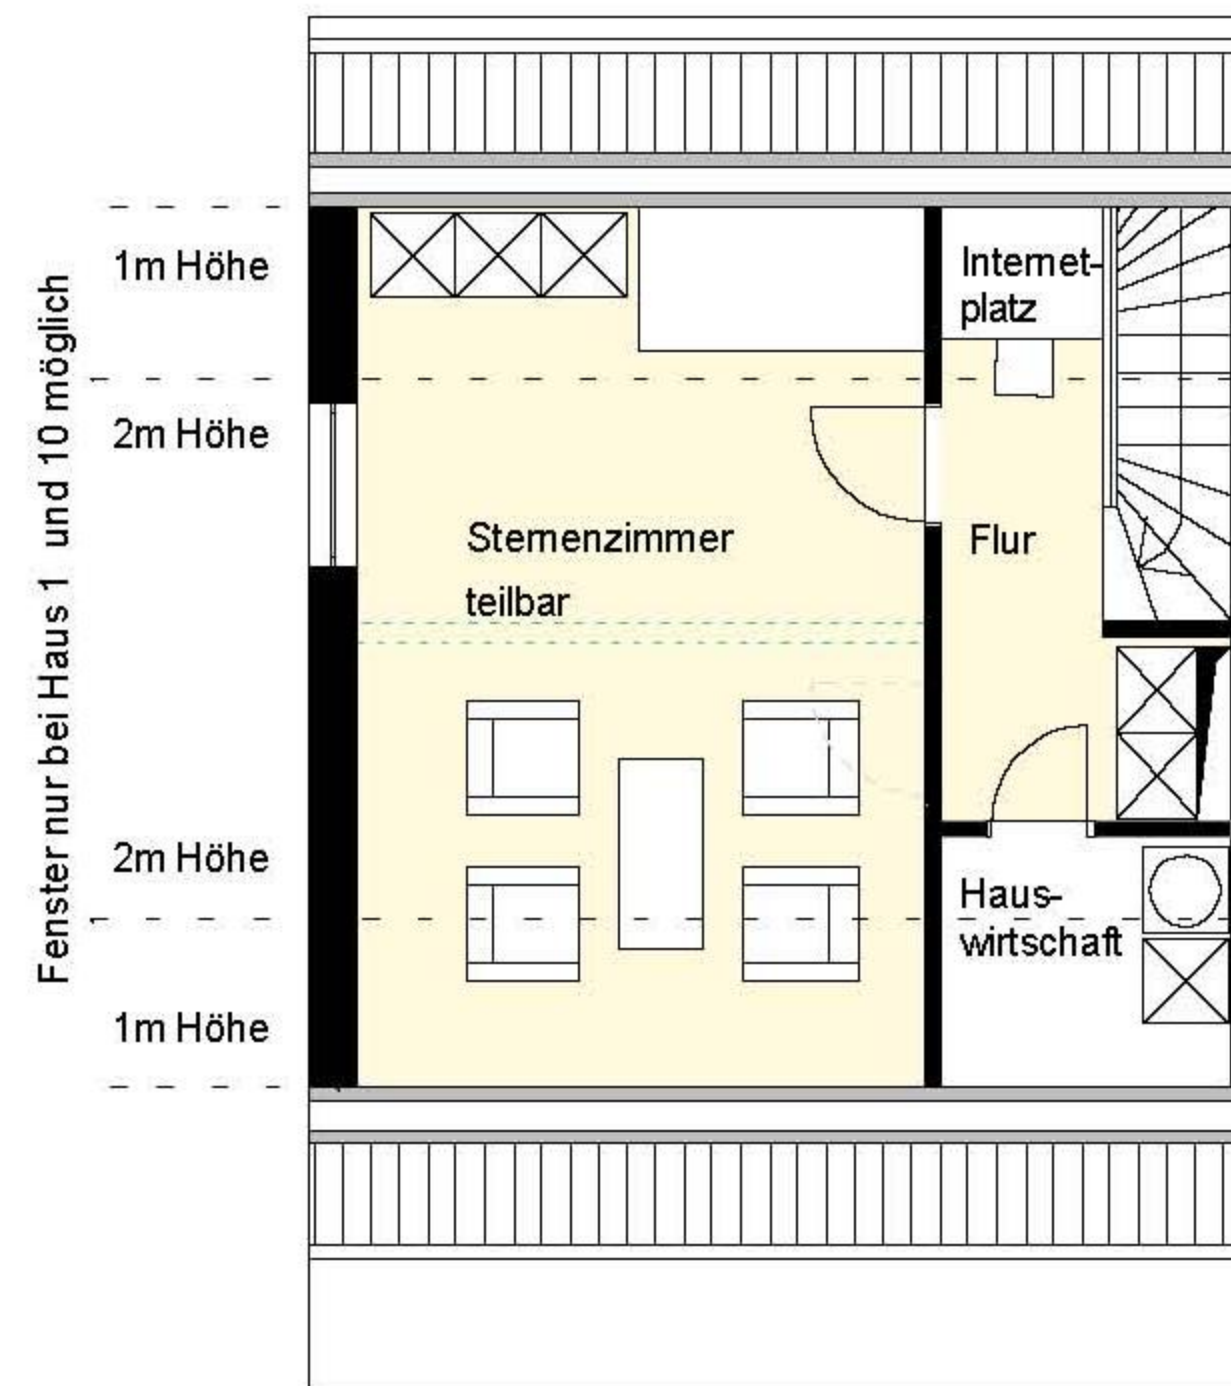 1m Höhe
2m Höhe
Fenster nur bei Haus 1 und 10 möglich
2m Höhe
1m Höhe
Internet-
platz
Sternenzimmer
teilbar
Flur
Haus-
wirtschaft